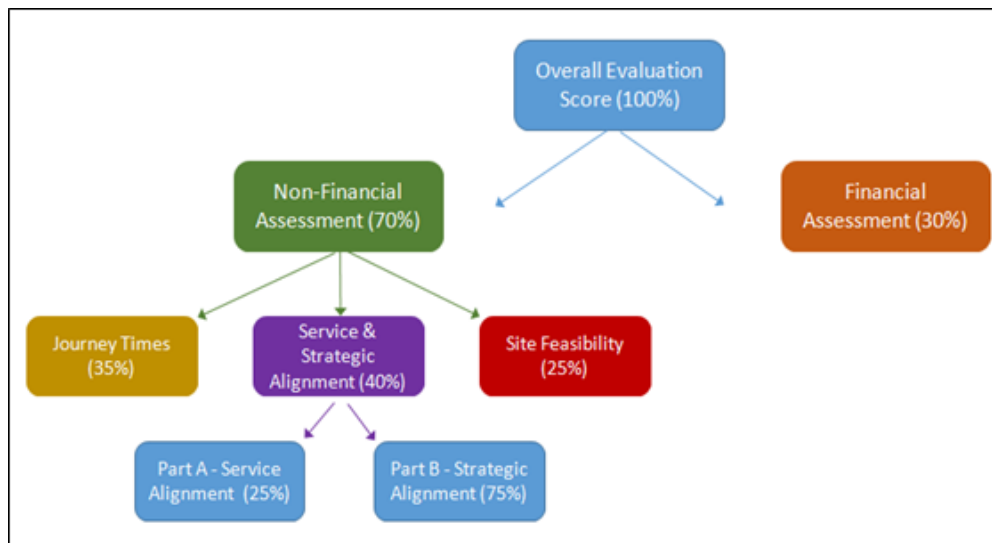 Overall Evaluation
Score (100%)
Non-Financial
Assessment (70%)
Financial
Assessment (30%)
Journey Times
(35%)
Service &
Strategic
Alignment (40%)
Site Feasibility
(25%)
Part A - Service
Alignment (25%)
Part B - Strategic
Alignment (75%)